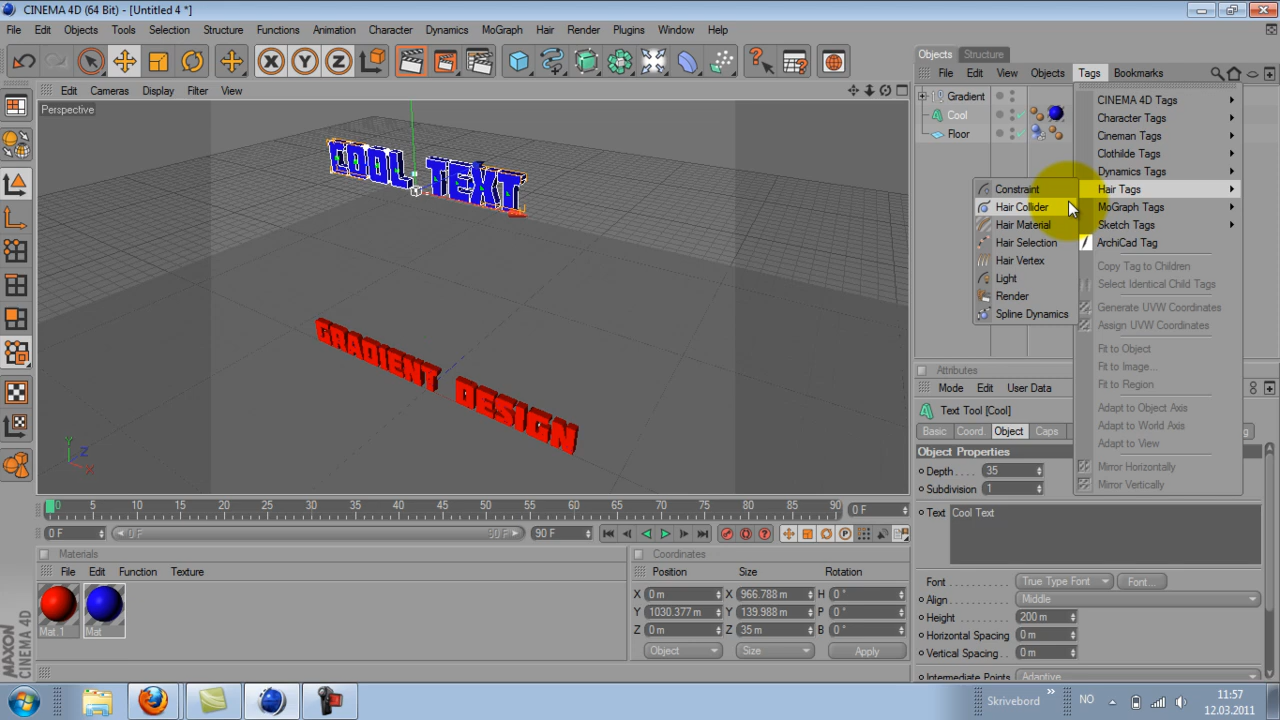 CINEMA 4D (64 Bit) - [Untitled 4 *]
File Edit Objects Tools Selection Structure Functions Animation Character Dynamics MoGraph Hair Render Plugins Window Help
Objects Structure
File Edit View Objects Tags Bookmarks
Edit Cameras Display Filter View
Perspective
Gradient
Cool
Floor
CINEMA 4D Tags
Character Tags
Cineman Tags
Clothilde Tags
Dynamics Tags
Hair Tags
MoGraph Tags
Sketch Tags
ArchiCad Tag
Copy Tag to Children
Select Identical Child Tags
Generate UVW Coordinates
Assign UVW Coordinates
Fit to Object
Fit to Image...
Fit to Region
Adapt to Object Axis
Adapt to World Axis
Adapt to View
Mirror Horizontally
Mirror Vertically
Constraint
Hair Collider
Hair Material
Hair Selection
Hair Vertex
Light
Render
Spline Dynamics
COOL TEXT
GRADIENT DESIGN
Y Z X
Attributes
Mode Edit User Data
Text Tool [Cool]
Basic Coord. Object Caps
Object Properties
Depth . . . . 35
Subdivision 1
Text Cool Text
Font . . . . . . . . . . . True Type Font Font...
Align . . . . . . . . . . . Middle
Height . . . . . . . . . . 200 m
Horizontal Spacing 0 m
Vertical Spacing . . 0 m
Intermediate Points . Adaptive
0 5 10 15 20 25 30 35 40 45 50 55 60 65 70 75 80 85 90 0 F
0 F 0 F 90 F 90 F
Materials
File Edit Function Texture
Mat.1 Mat
Coordinates
Position Size Rotation
X 0 m X 966.788 m H 0 °
Y 1030.377 m Y 139.988 m P 0 °
Z 0 m Z 35 m B 0 °
Object Size Apply
MAXON
CINEMA 4D
Skrivebord » NO 11:57
12.03.2011